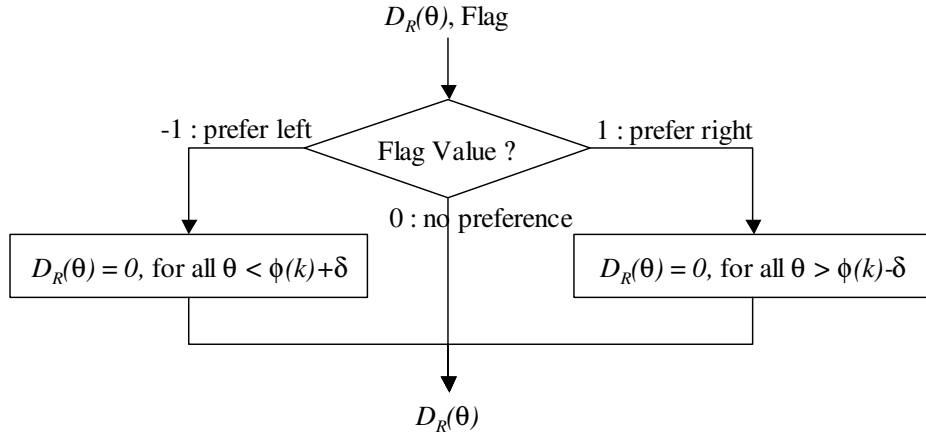 D_R(θ), Flag
-1 : prefer left
1 : prefer right
Flag Value ?
0 : no preference
D_R(θ) = 0, for all θ < ϕ(k)+δ
D_R(θ) = 0, for all θ > ϕ(k)-δ
D_R(θ)